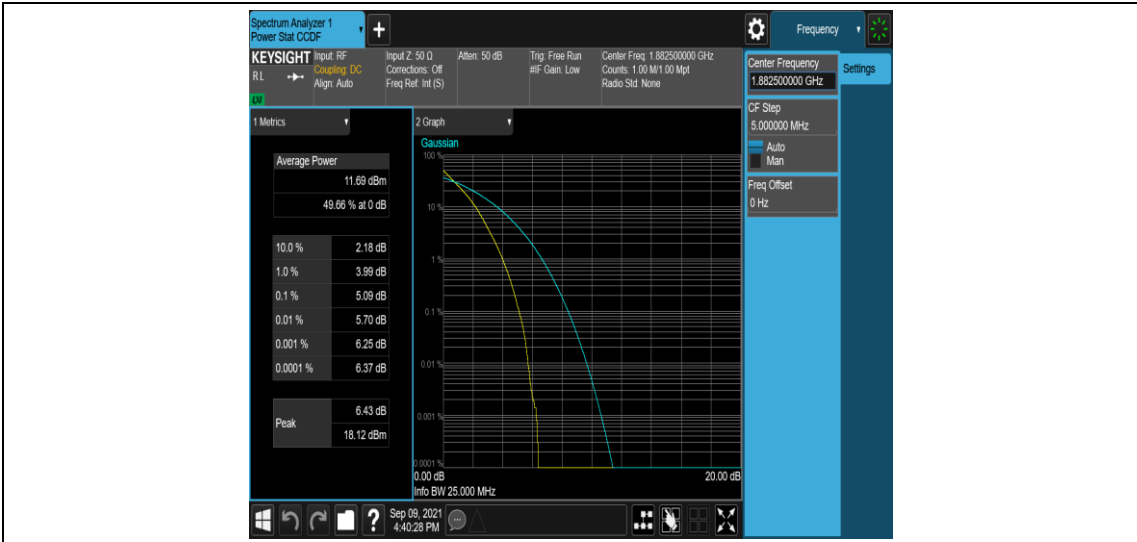 Spectrum Analyzer 1
Power Stat CCDF
+
Frequency
KEYSIGHT
Input: RF
Coupling: DC
Align: Auto
R L
LXI
Input Z: 50 Ω
Corrections: Off
Freq Ref: Int (S)
Atten: 50 dB
Trig: Free Run
#IF Gain: Low
Center Freq: 1.882500000 GHz
Counts: 1.00 M/1.00 Mpt
Radio Std: None
Center Frequency
1.882500000 GHz
Settings
CF Step
5.000000 MHz
Auto
Man
Freq Offset
0 Hz
1 Metrics
Average Power
11.69 dBm
49.66 % at 0 dB
10.0 % 2.18 dB
1.0 % 3.99 dB
0.1 % 5.09 dB
0.01 % 5.70 dB
0.001 % 6.25 dB
0.0001 % 6.37 dB
Peak
6.43 dB
18.12 dBm
2 Graph
Gaussian
100 %
10 %
1 %
0.1 %
0.01 %
0.001 %
0.0001 %
0.00 dB
20.00 dB
Info BW 25.000 MHz
?
Sep 09, 2021
4:40:28 PM